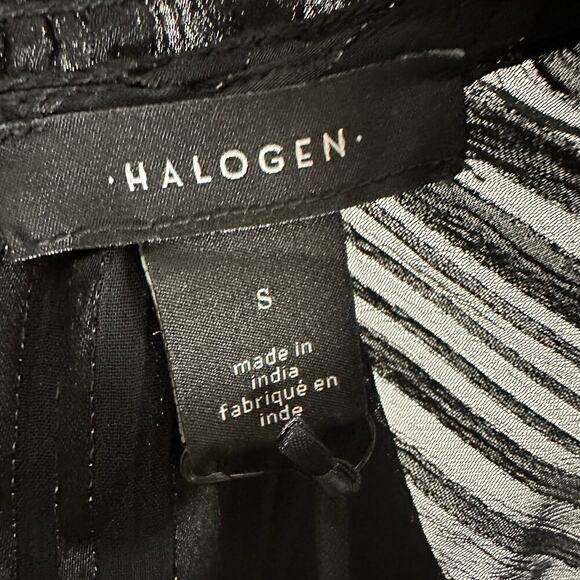 ·HALOGEN·
S
made in
india
fabriqué en
inde